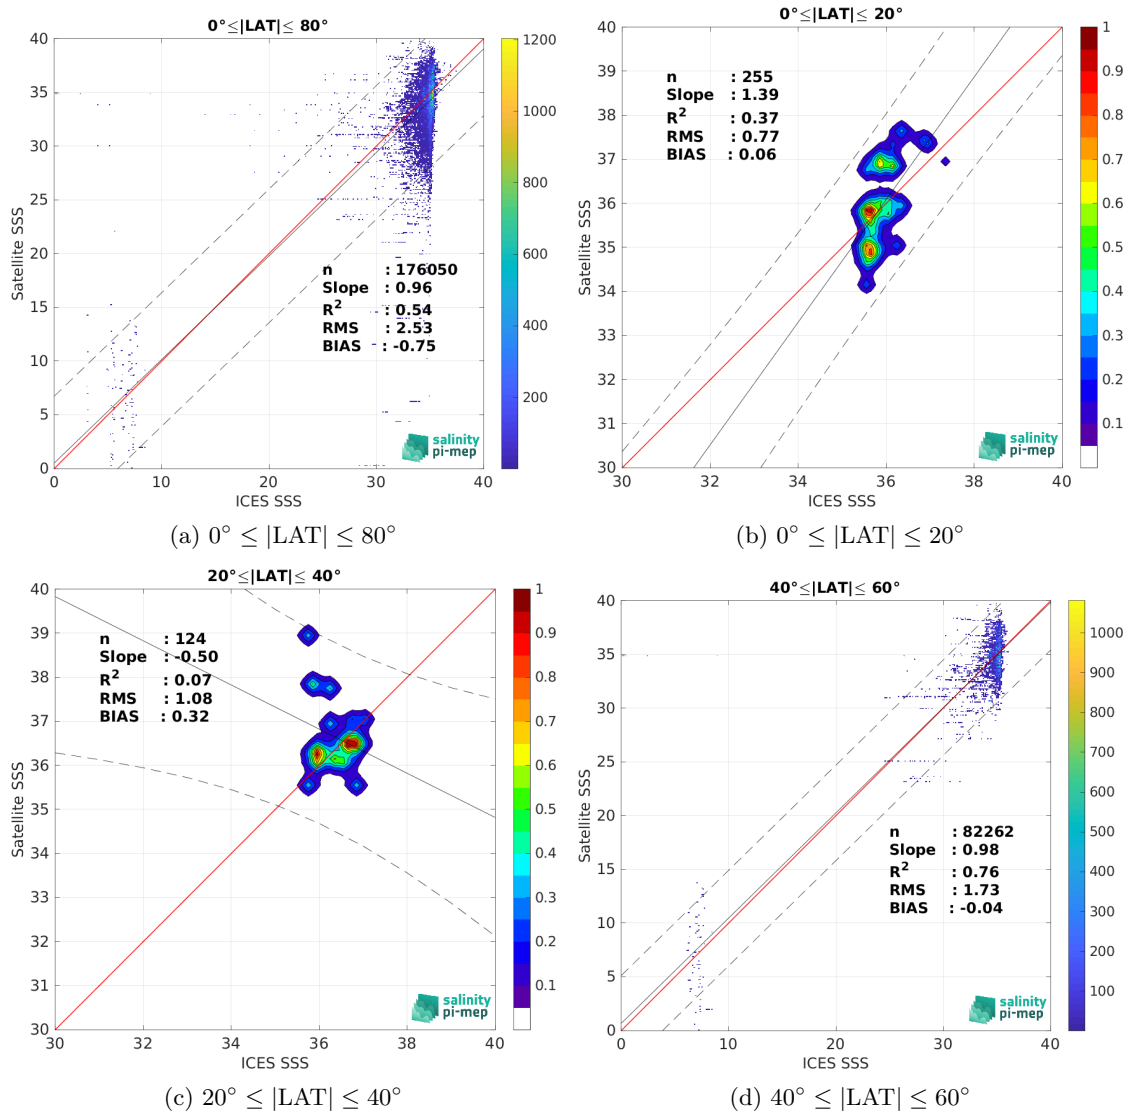 0°≤|LAT|≤ 80°
40
35
30
25
20
15
10
5
0
0
10
20
30
40
Satellite SSS
ICES SSS
n : 176050
Slope : 0.96
R2 : 0.54
RMS : 2.53
BIAS : -0.75
salinity
pi-mep
1200
1000
800
600
400
200
(a) 0° ≤ |LAT| ≤ 80°
0°≤|LAT|≤ 20°
40
39
38
37
36
35
34
33
32
31
30
30
32
34
36
38
40
Satellite SSS
ICES SSS
n : 255
Slope : 1.39
R2 : 0.37
RMS : 0.77
BIAS : 0.06
salinity
pi-mep
1
0.9
0.8
0.7
0.6
0.5
0.4
0.3
0.2
0.1
(b) 0° ≤ |LAT| ≤ 20°
20°≤|LAT|≤ 40°
40
39
38
37
36
35
34
33
32
31
30
30
32
34
36
38
40
Satellite SSS
ICES SSS
n : 124
Slope : -0.50
R2 : 0.07
RMS : 1.08
BIAS : 0.32
salinity
pi-mep
1
0.9
0.8
0.7
0.6
0.5
0.4
0.3
0.2
0.1
(c) 20° ≤ |LAT| ≤ 40°
40°≤|LAT|≤ 60°
40
35
30
25
20
15
10
5
0
0
10
20
30
40
Satellite SSS
ICES SSS
n : 82262
Slope : 0.98
R2 : 0.76
RMS : 1.73
BIAS : -0.04
salinity
pi-mep
1000
900
800
700
600
500
400
300
200
100
(d) 40° ≤ |LAT| ≤ 60°